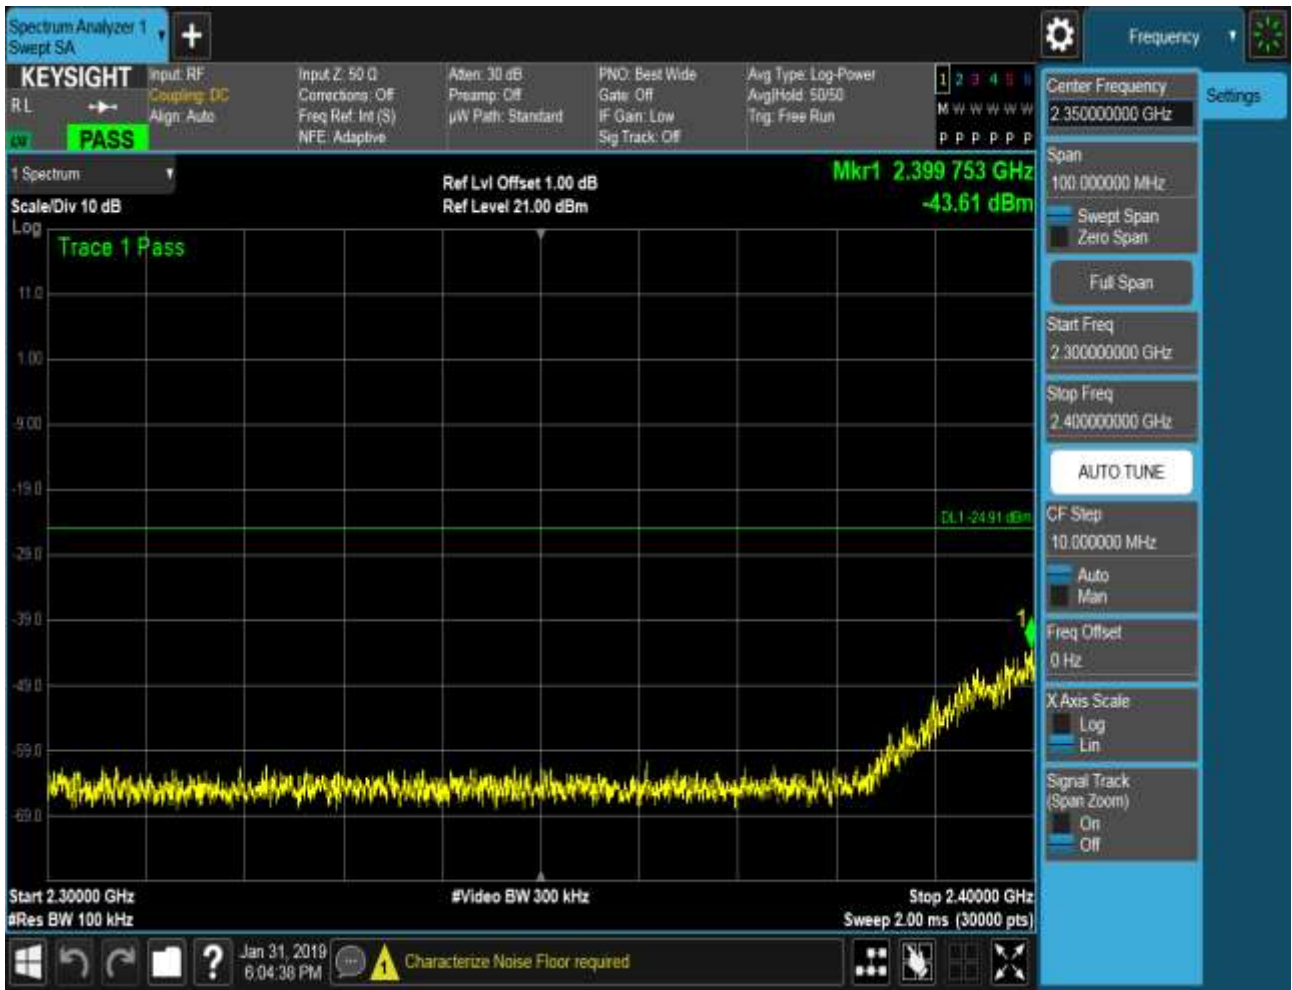 Spectrum Analyzer 1
Swept SA
+
Frequency
KEYSIGHT
R L
PASS
Input: RF
Coupling: DC
Align: Auto
Input Z: 50 Ω
Corrections: Off
Freq Ref: Int (S)
NFE: Adaptive
Atten: 30 dB
Preamp: Off
µW Path: Standard
PNO: Best Wide
Gate: Off
IF Gain: Low
Sig Track: Off
Avg Type: Log-Power
Avg|Hold: 50/50
Trig: Free Run
1 2 3 4 5 6
M W W W W W
P P P P P P
1 Spectrum
Scale/Div 10 dB
Log
Ref Lvl Offset 1.00 dB
Ref Level 21.00 dBm
Mkr1 2.399 753 GHz
-43.61 dBm
Trace 1 Pass
11.0
1.00
-9.00
-19.0
DL1 -24.91 dBm
-29.0
-39.0
1
-49.0
-59.0
-69.0
Start 2.30000 GHz
#Res BW 100 kHz
#Video BW 300 kHz
Stop 2.40000 GHz
Sweep 2.00 ms (30000 pts)
Center Frequency
2.350000000 GHz
Settings
Span
100.000000 MHz
Swept Span
Zero Span
Full Span
Start Freq
2.300000000 GHz
Stop Freq
2.400000000 GHz
AUTO TUNE
CF Step
10.000000 MHz
Auto
Man
Freq Offset
0 Hz
X Axis Scale
Log
Lin
Signal Track
(Span Zoom)
On
Off
?
Jan 31, 2019
6:04:38 PM
1
Characterize Noise Floor required